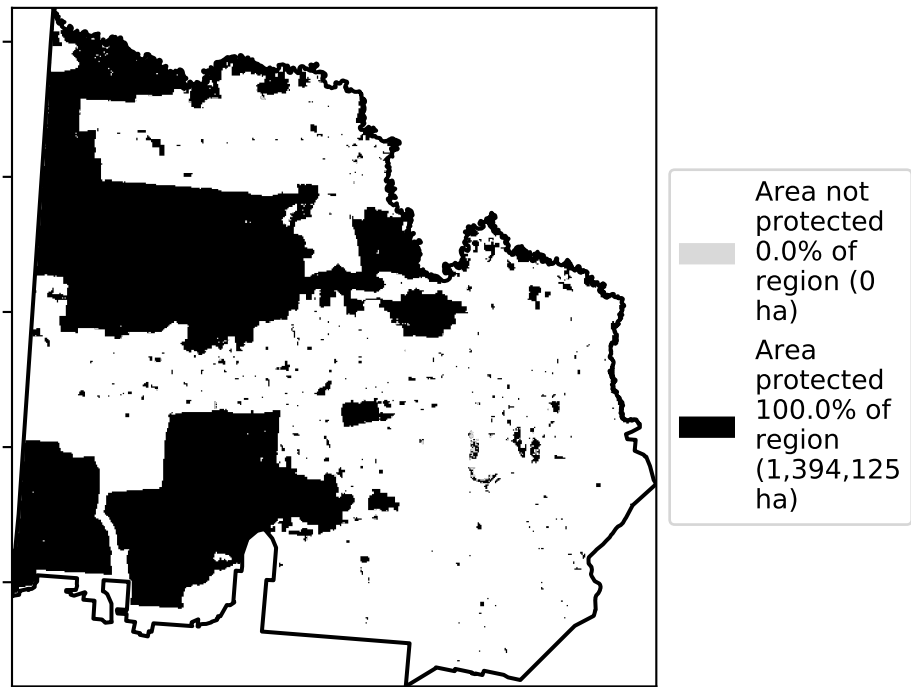 Area not
protected
0.0% of
region (0
ha)
Area
protected
100.0% of
region
(1,394,125
ha)